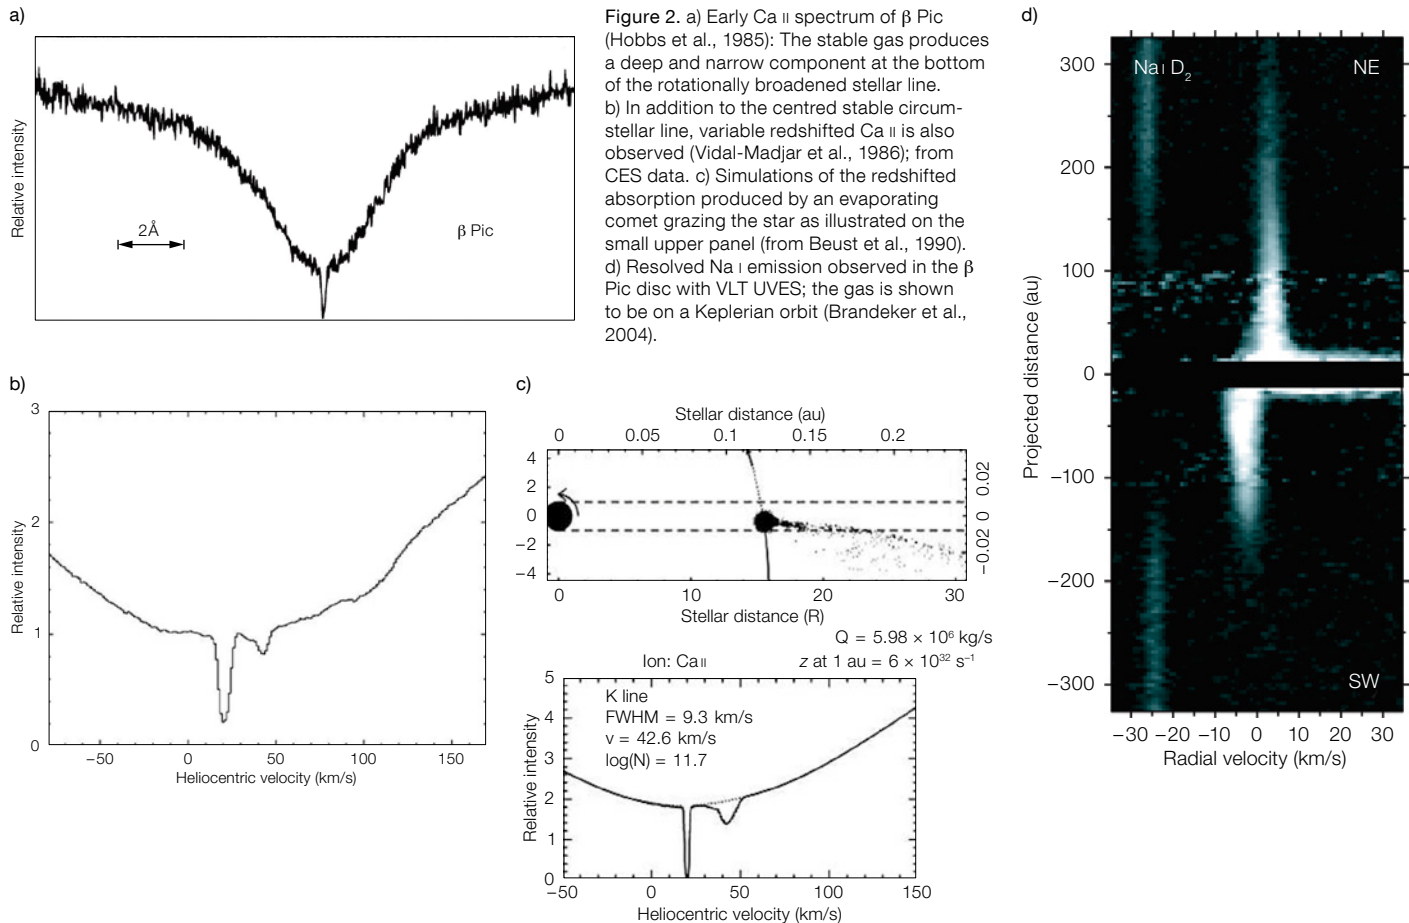 a)
Relative intensity
2Å
β Pic
Figure 2. a) Early Ca II spectrum of β Pic
(Hobbs et al., 1985): The stable gas produces
a deep and narrow component at the bottom
of the rotationally broadened stellar line.
b) In addition to the centred stable circum-
stellar line, variable redshifted Ca II is also
observed (Vidal-Madjar et al., 1986); from
CES data. c) Simulations of the redshifted
absorption produced by an evaporating
comet grazing the star as illustrated on the
small upper panel (from Beust et al., 1990).
d) Resolved Na I emission observed in the β
Pic disc with VLT UVES; the gas is shown
to be on a Keplerian orbit (Brandeker et al.,
2004).
b)
Relative intensity
3
2
1
0
−50 0 50 100 150
Heliocentric velocity (km/s)
c)
Stellar distance (au)
0 0.05 0.10 0.15 0.2
4
2
0
−2
−4
0.02
0
−0.02
0 10 20 30
Stellar distance (R)
Q = 5.98 × 10⁶ kg/s
Ion: Ca II z at 1 au = 6 × 10³² s⁻¹
Relative intensity
5
4
3
2
1
0
K line
FWHM = 9.3 km/s
v = 42.6 km/s
log(N) = 11.7
−50 0 50 100 150
Heliocentric velocity (km/s)
d)
Projected distance (au)
300
200
100
0
−100
−200
−300
Na I D₂ NE
SW
−30 −20 −10 0 10 20 30
Radial velocity (km/s)